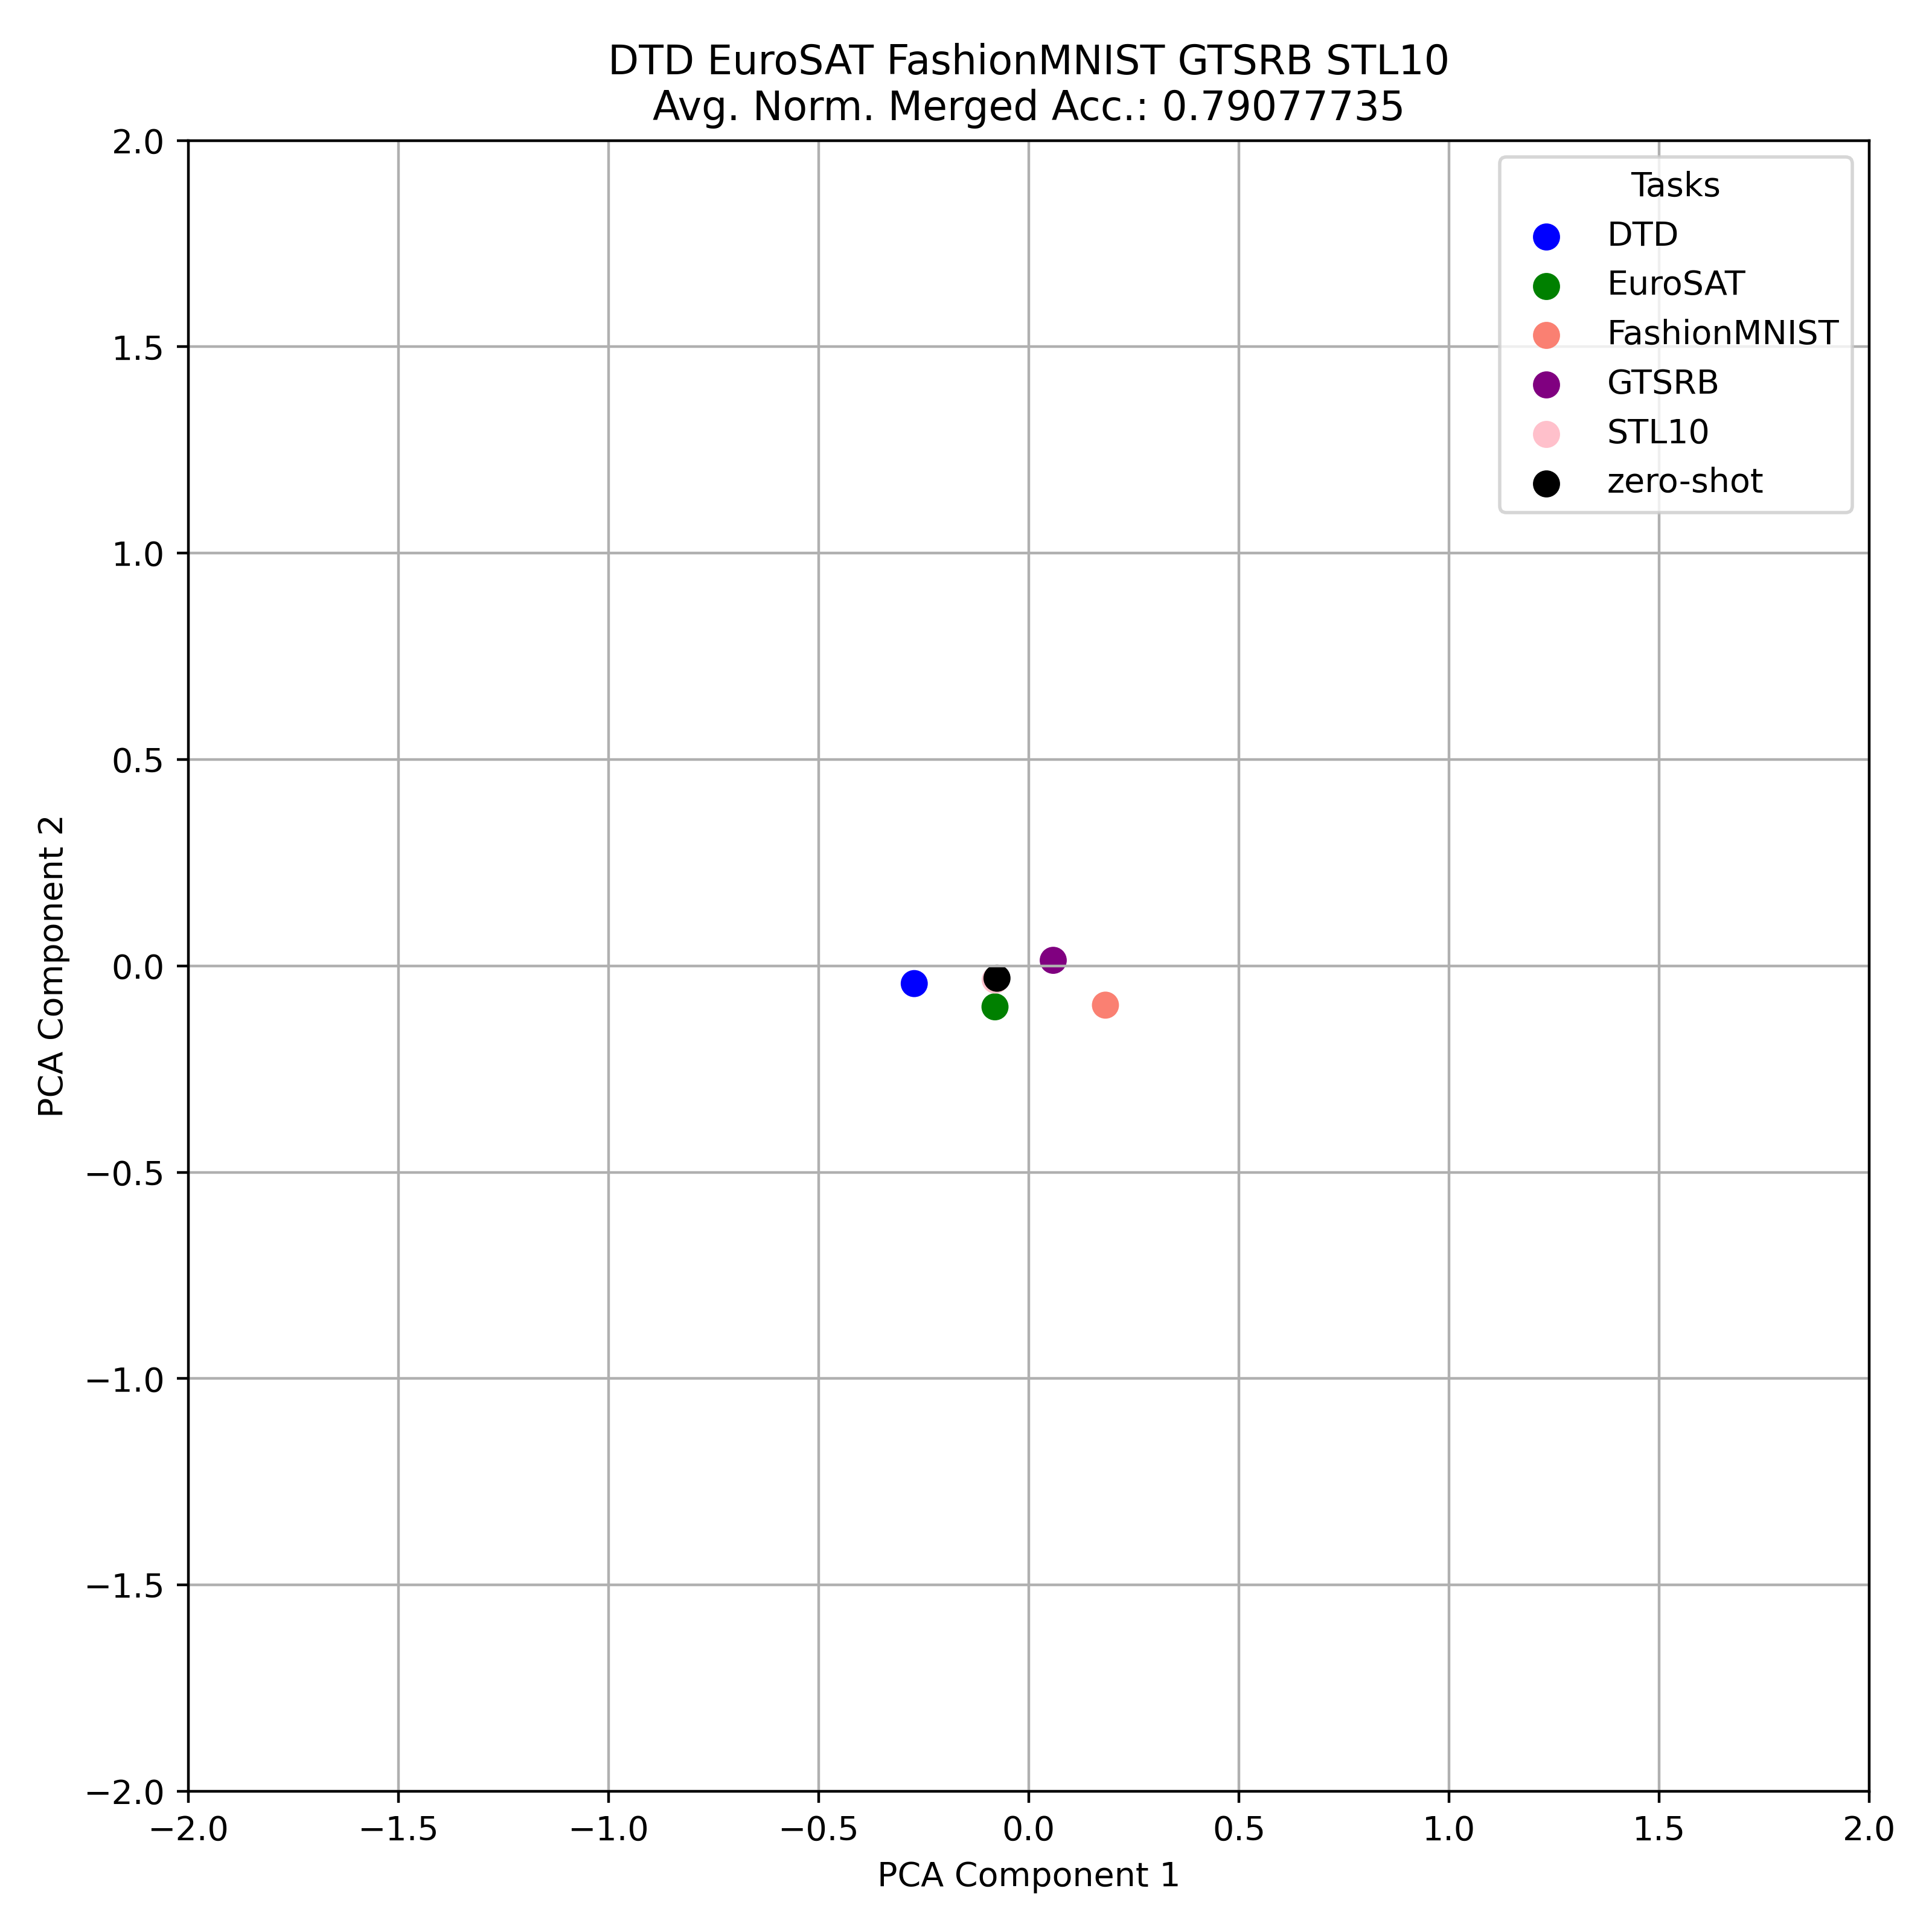 DTD EuroSAT FashionMNIST GTSRB STL10
Avg. Norm. Merged Acc.: 0.79077735
Tasks
DTD
EuroSAT
FashionMNIST
GTSRB
STL10
zero-shot
2.0
1.5
1.0
0.5
0.0
−0.5
−1.0
−1.5
−2.0
PCA Component 2
−2.0 −1.5 −1.0 −0.5 0.0 0.5 1.0 1.5 2.0
PCA Component 1